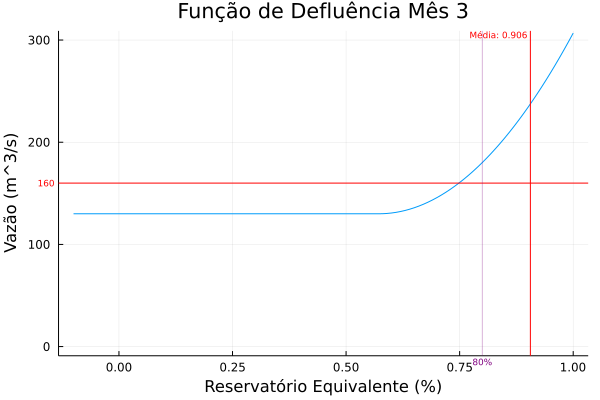 Função de Defluência Mês 3
Média: 0.906
300
200
160
100
0
Vazão (m^3/s)
0.00
0.25
0.50
0.75
80%
1.00
Reservatório Equivalente (%)